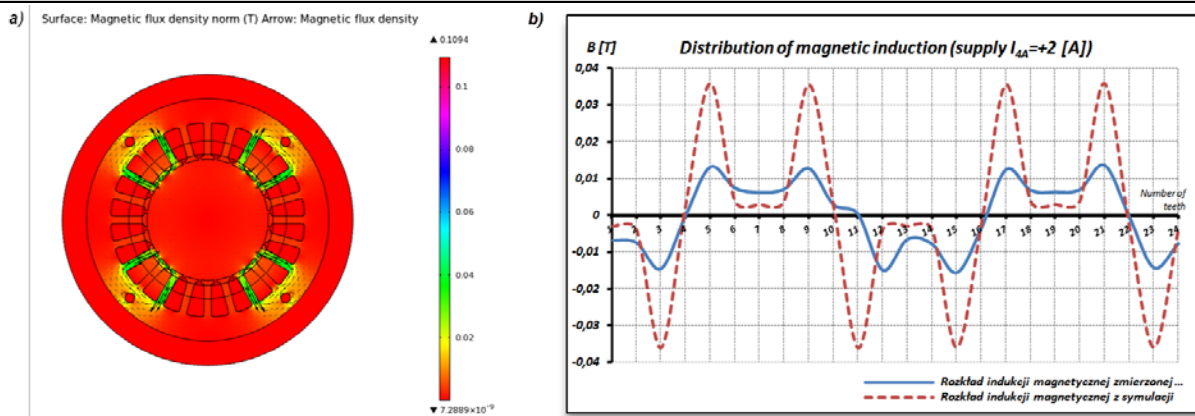 a)
Surface: Magnetic flux density norm (T) Arrow: Magnetic flux density
▲ 0.1094
0.1
0.08
0.06
0.04
0.02
▼ 7.2889×10⁻⁹
b)
B [T]
Distribution of magnetic induction (supply I4A=+2 [A])
0,04
0,03
0,02
0,01
0
-0,01
-0,02
-0,03
-0,04
Number of
teeth
1 2 3 4 5 6 7 8 9 10 11 12 13 14 15 16 17 18 19 20 21 22 23 24
Rozkład indukcji magnetycznej zmierzonej...
Rozkład indukcji magnetycznej z symulacji